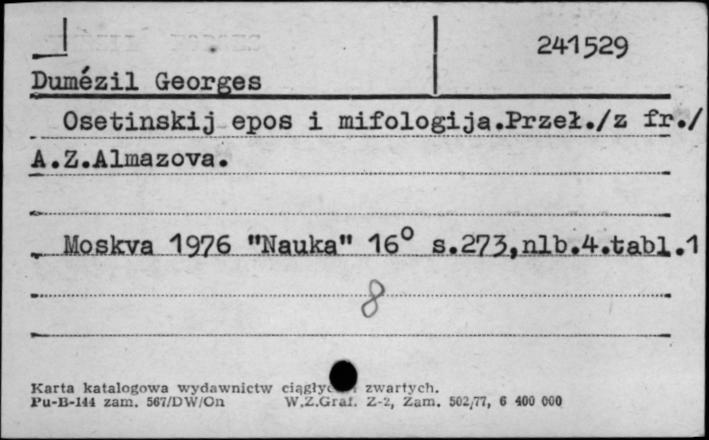 241529
Dumézil Georges
Osetinskij epos i mifologija.Przeł./z fr./
A.Z.Almazova.
Moskva 1976 "Nauka" 16° s.273,nlb.4.tabl.1
8
Karta katalogowa wydawnictw zwartych.
Pu-B-144 zam. 567/DW/On W.Z.Graf. Z-2, Zam. 502/77, 6 400 000